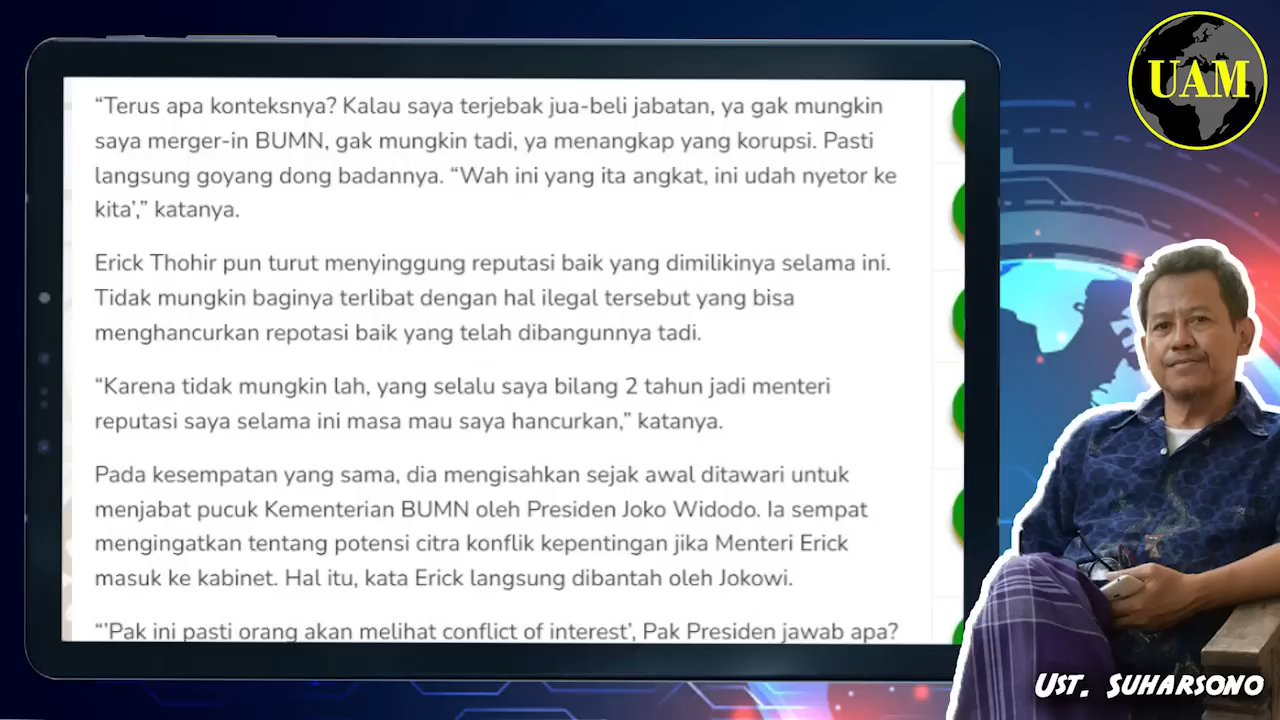 “Terus apa konteksnya? Kalau saya terjebak jua-beli jabatan, ya gak mungkin
saya merger-in BUMN, gak mungkin tadi, ya menangkap yang korupsi. Pasti
langsung goyang dong badannya. “Wah ini yang ita angkat, ini udah nyetor ke
kita’,” katanya.
Erick Thohir pun turut menyinggung reputasi baik yang dimilikinya selama ini.
Tidak mungkin baginya terlibat dengan hal ilegal tersebut yang bisa
menghancurkan repotasi baik yang telah dibangunnya tadi.
“Karena tidak mungkin lah, yang selalu saya bilang 2 tahun jadi menteri
reputasi saya selama ini masa mau saya hancurkan,” katanya.
Pada kesempatan yang sama, dia mengisahkan sejak awal ditawari untuk
menjabat pucuk Kementerian BUMN oleh Presiden Joko Widodo. Ia sempat
mengingatkan tentang potensi citra konflik kepentingan jika Menteri Erick
masuk ke kabinet. Hal itu, kata Erick langsung dibantah oleh Jokowi.
“’Pak ini pasti orang akan melihat conflict of interest’, Pak Presiden jawab apa?
UAM
UST. SUHARSONO